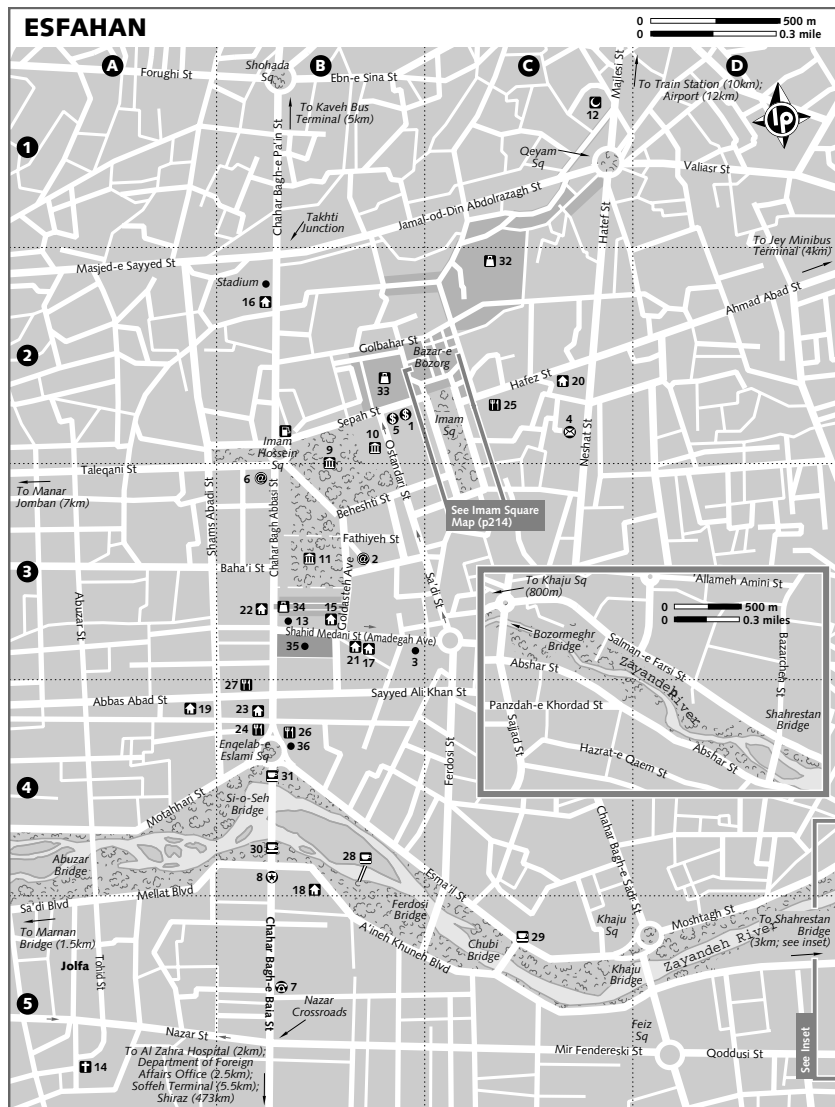 ESFAHAN
0 500 m
0 0.3 mile
A
B
C
D
Forughi St
Shohada
Sq
Ebn-e Sina St
Majlesi St
To Train Station (10km);
Airport (12km)
lp
To Kaveh Bus
Terminal (5km)
12
1
Chahar Bagh-e Pa'in St
Qeyam
Sq
Valiasr St
Jamal-od-Din Abdolrazagh St
Hatef St
Takhti
Junction
To Jey Minibus
Terminal (4km)
Masjed-e Sayyed St
32
Stadium
16
Ahmad Abad St
2
Golbahar St
Bazar-e
Bozorg
33
Hafez St
20
25
4
Sepah St
5
1
Imam
Sq
Neshat St
Imam
Hossein
Sq
10
9
Ostandari St
Taleqani St
6
To Manar
Jomban (7km)
Shams Abadi St
Chahar Bagh Abbasi St
Beheshti St
See Imam Square
Map (p214)
Fathiyeh St
11
2
3
Baha'i St
Goldasteh Ave
Sa'di St
Abuzar St
22
34
15
13
Shahid Medani St (Amadegah Ave)
35
21
17
3
To Khaju Sq
(800m)
'Allameh Amini St
0 500 m
0 0.3 miles
Bozormeghr
Bridge
Salman-e Farsi St
Bazarcheh St
Abshar St
Zayandeh River
Panzdah-e Khordad St
Sajjad St
Shahrestan
Bridge
Hazrat-e Qaem St
Abshar St
27
Sayyed Ali Khan St
Abbas Abad St
19
23
24
26
36
Enqelab-e
Eslami Sq
Ferdosi St
4
31
Motahhari St
Si-o-Seh
Bridge
Chahar Bagh-e Sadr St
30
28
Abuzar
Bridge
8
Esma'il St
Mellat Blvd
18
Sa'di Blvd
Ferdosi
Bridge
To Marnan
Bridge (1.5km)
A'ineh Khuneh Blvd
Chubi
Bridge
29
Khaju
Sq
Moshtagh St
To Shahrestan
Bridge
(3km; see inset)
Zayandeh River
Khaju
Bridge
Jolfa
Tohid St
Chahar Bagh-e Baia St
7
5
Nazar
Crossroads
Feiz
Sq
See Inset
Nazar St
Mir Fendereski St
Qoddusi St
14
To Al Zahra Hospital (2km);
Department of Foreign
Affairs Office (2.5km);
Soffeh Terminal (5.5km);
Shiraz (473km)